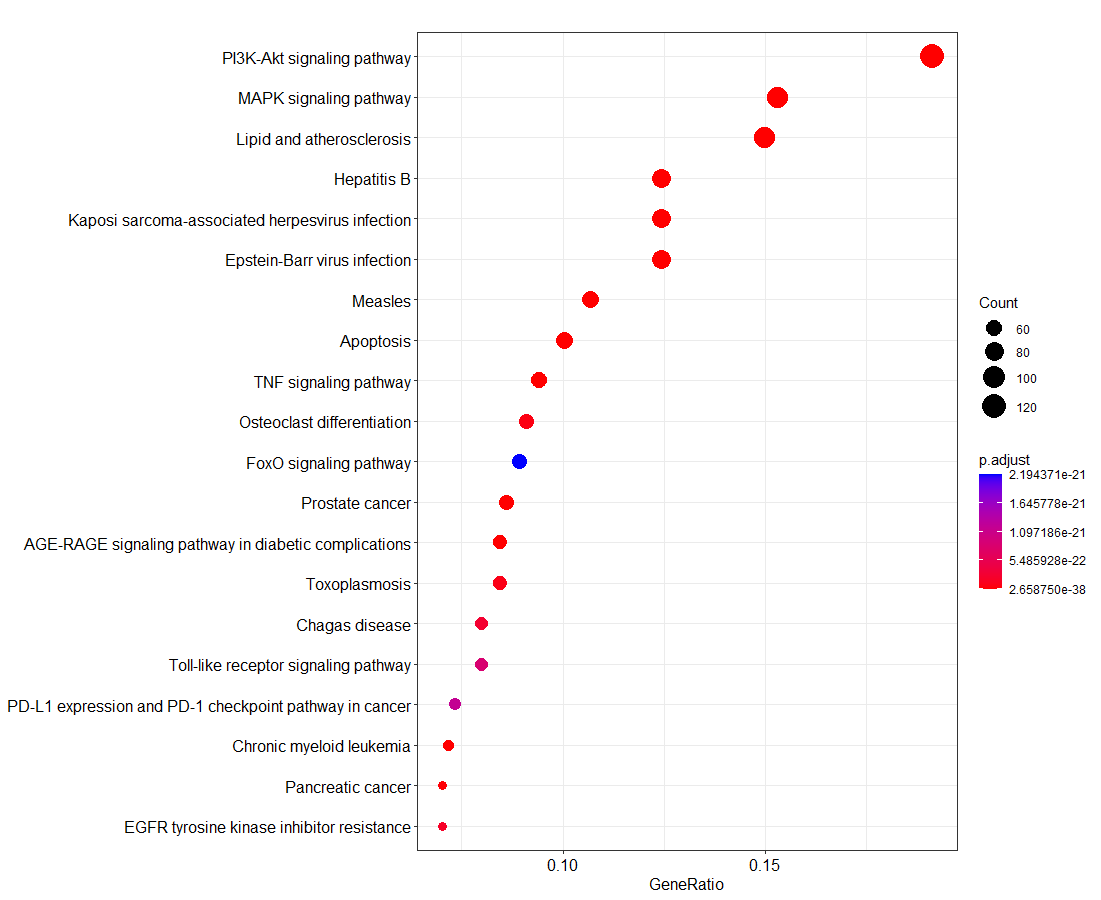 PI3K-Akt signaling pathway
MAPK signaling pathway
Lipid and atherosclerosis
Hepatitis B
Kaposi sarcoma-associated herpesvirus infection
Epstein-Barr virus infection
Measles
Apoptosis
TNF signaling pathway
Osteoclast differentiation
FoxO signaling pathway
Prostate cancer
AGE-RAGE signaling pathway in diabetic complications
Toxoplasmosis
Chagas disease
Toll-like receptor signaling pathway
PD-L1 expression and PD-1 checkpoint pathway in cancer
Chronic myeloid leukemia
Pancreatic cancer
EGFR tyrosine kinase inhibitor resistance
0.10 0.15
GeneRatio
Count
60
80
100
120
p.adjust
2.194371e-21
1.645778e-21
1.097186e-21
5.485928e-22
2.658750e-38